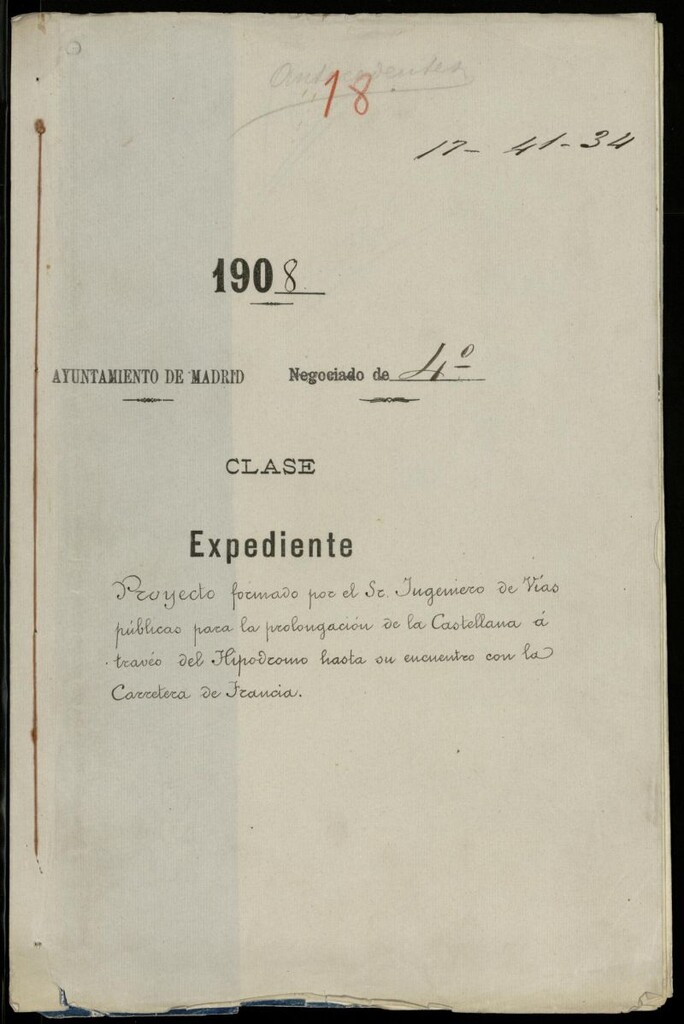 Antecedentes
18
17- 41-34
1908.
AYUNTAMIENTO DE MADRID Negociado de 4º
CLASE
Expediente
Proyecto formado por el Sr. Ingeniero de Vías
públicas para la prolongación de la Castellana á
través del Hipodromo hasta su encuentro con la
Carretera de Francia.